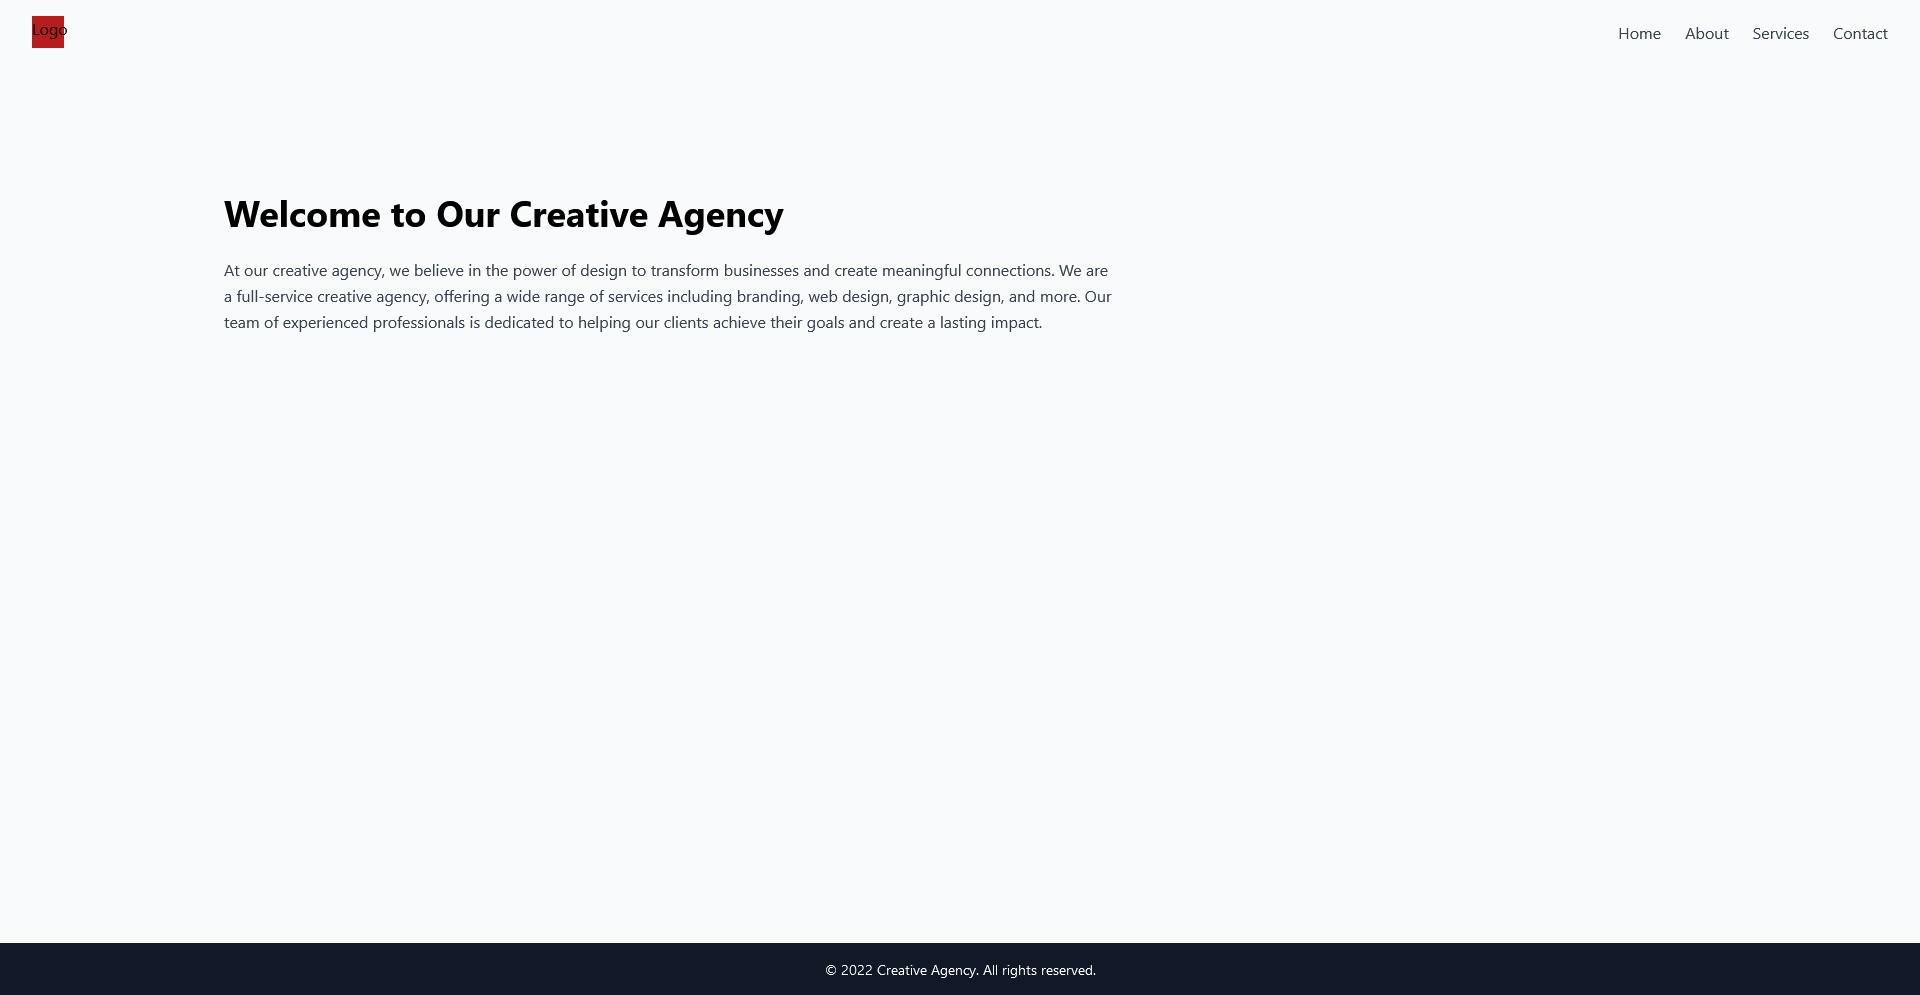 Logo
Home
About
Services
Contact
Welcome to Our Creative Agency
At our creative agency, we believe in the power of design to transform businesses and create meaningful connections. We are
a full-service creative agency, offering a wide range of services including branding, web design, graphic design, and more. Our
team of experienced professionals is dedicated to helping our clients achieve their goals and create a lasting impact.
© 2022 Creative Agency. All rights reserved.